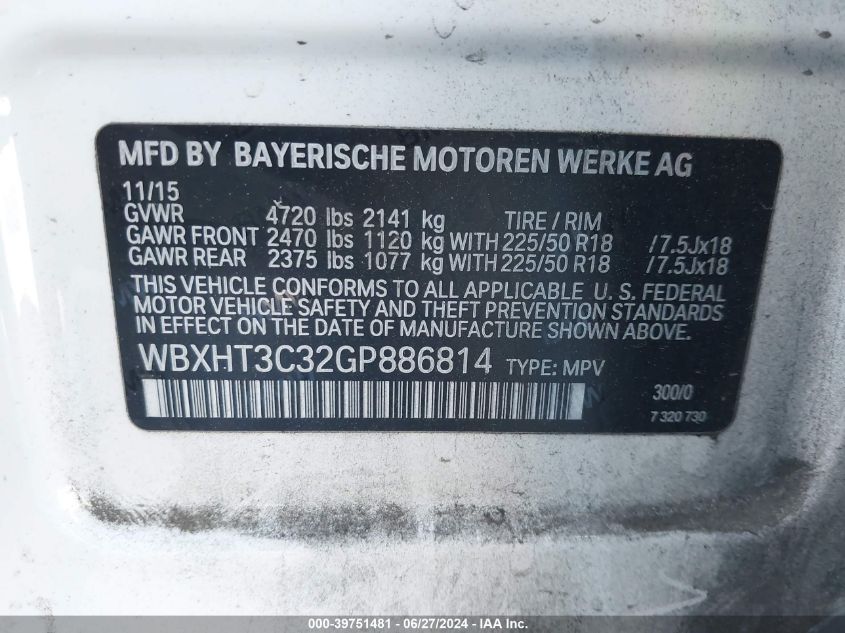 MFD BY BAYERISCHE MOTOREN WERKE AG
11/15
GVWR 4720 lbs 2141 kg TIRE / RIM
GAWR FRONT 2470 lbs 1120 kg WITH 225/50 R18 /7.5Jx18
GAWR REAR 2375 lbs 1077 kg WITH 225/50 R18 /7.5Jx18
THIS VEHICLE CONFORMS TO ALL APPLICABLE U. S. FEDERAL
MOTOR VEHICLE SAFETY AND THEFT PREVENTION STANDARDS
IN EFFECT ON THE DATE OF MANUFACTURE SHOWN ABOVE.
WBXHT3C32GP886814 TYPE: MPV
300/0
7 320 730
000-39751481 - 06/27/2024 - IAA Inc.